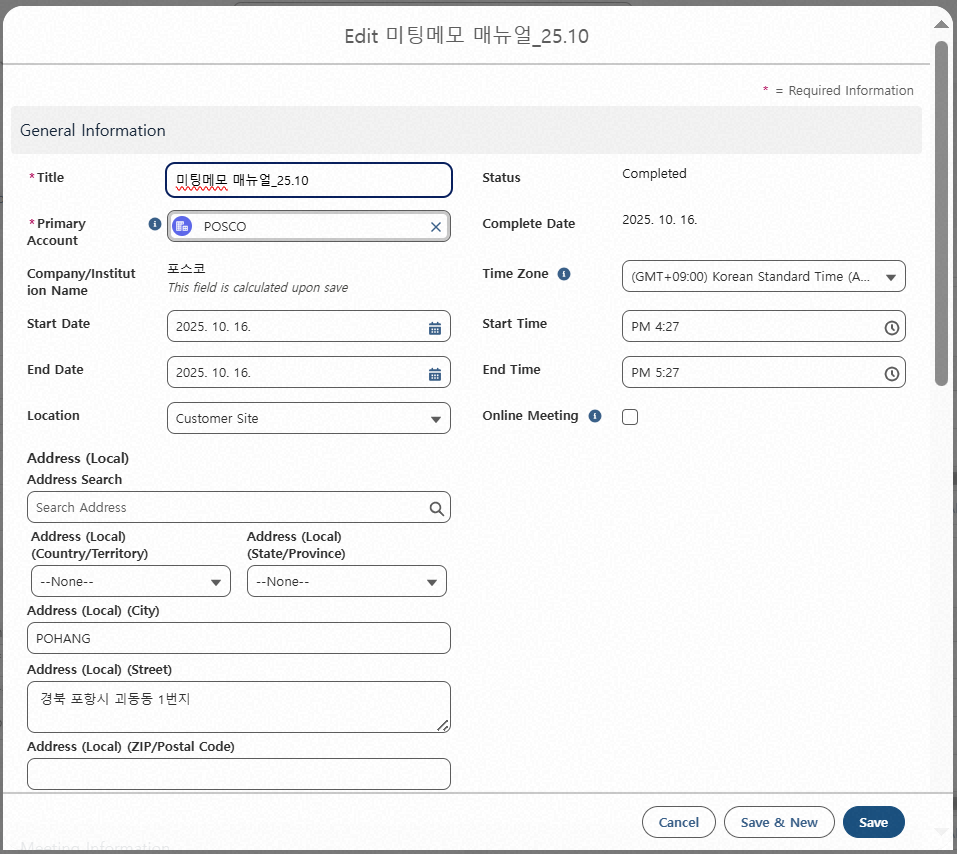 Edit 미팅메모 매뉴얼_25.10
* = Required Information
General Information
*Title
미팅메모 매뉴얼_25.10
Status
Completed
*Primary Account
POSCO
Complete Date
2025. 10. 16.
Company/Institut
ion Name
포스코
This field is calculated upon save
Time Zone
(GMT+09:00) Korean Standard Time (A...
Start Date
2025. 10. 16.
Start Time
PM 4:27
End Date
2025. 10. 16.
End Time
PM 5:27
Location
Customer Site
Online Meeting
Address (Local)
Address Search
Search Address
Address (Local)
(Country/Territory)
Address (Local)
(State/Province)
--None--
--None--
Address (Local) (City)
POHANG
Address (Local) (Street)
경북 포항시 괴동동 1번지
Address (Local) (ZIP/Postal Code)
Cancel
Save & New
Save
Meeting Information